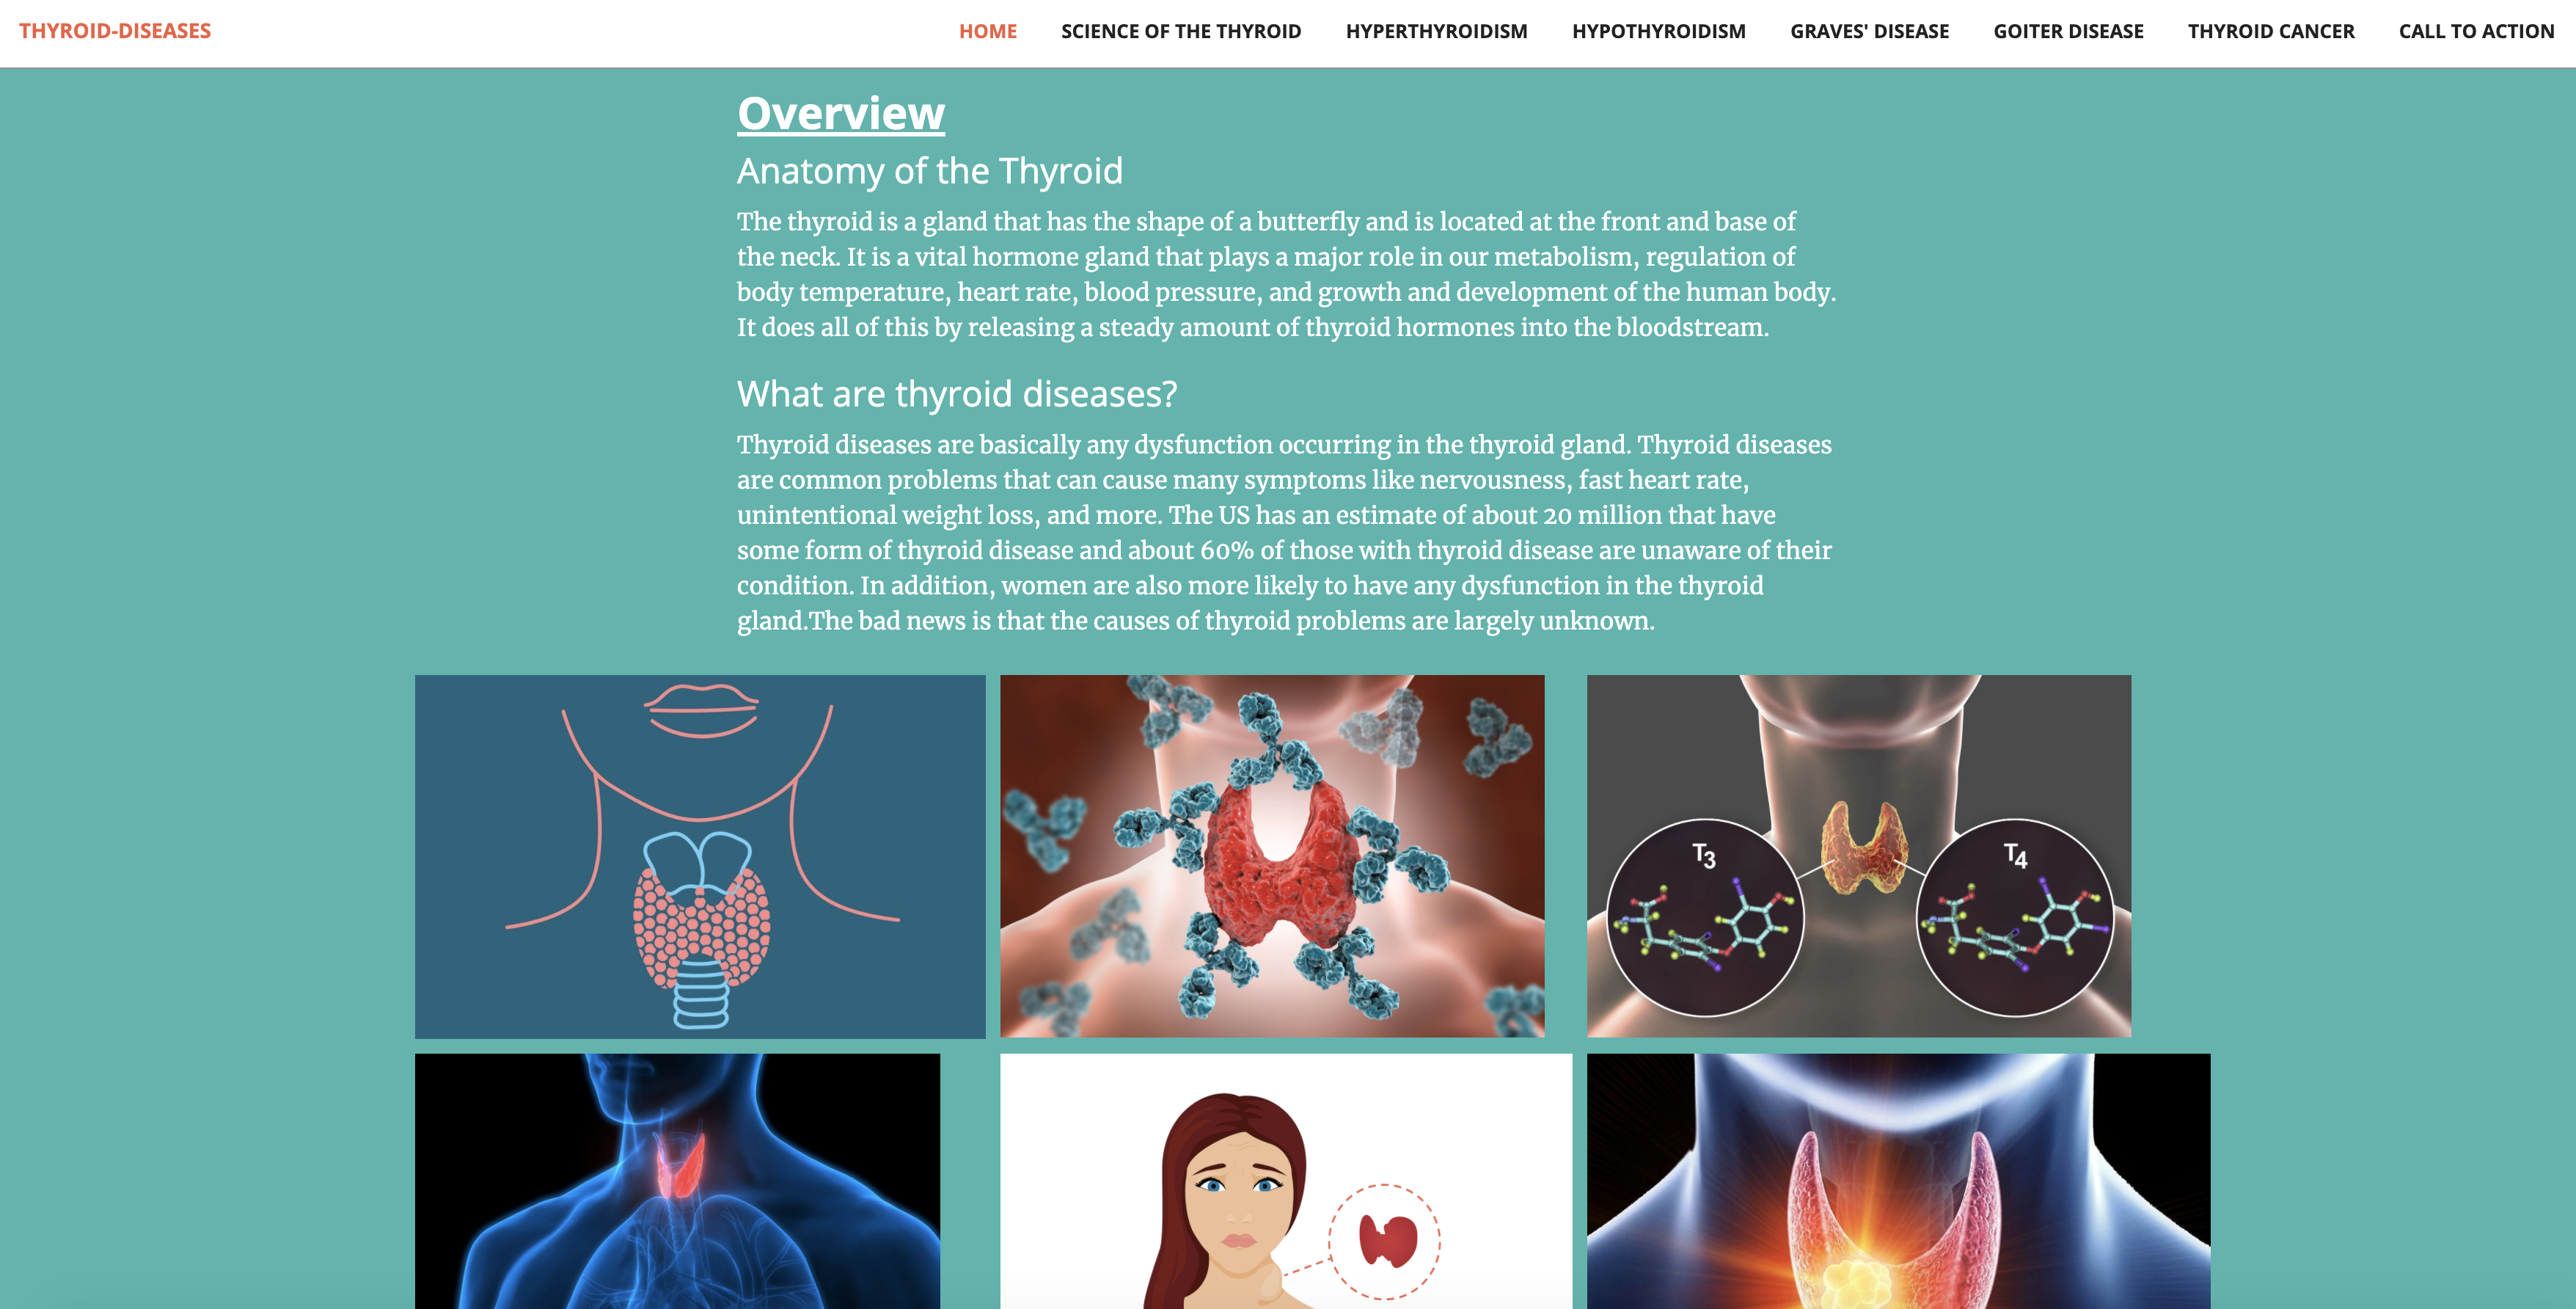 THYROID-DISEASES
HOME SCIENCE OF THE THYROID HYPERTHYROIDISM HYPOTHYROIDISM GRAVES' DISEASE GOITER DISEASE THYROID CANCER CALL TO ACTION
Overview
Anatomy of the Thyroid
The thyroid is a gland that has the shape of a butterfly and is located at the front and base of
the neck. It is a vital hormone gland that plays a major role in our metabolism, regulation of
body temperature, heart rate, blood pressure, and growth and development of the human body.
It does all of this by releasing a steady amount of thyroid hormones into the bloodstream.
What are thyroid diseases?
Thyroid diseases are basically any dysfunction occurring in the thyroid gland. Thyroid diseases
are common problems that can cause many symptoms like nervousness, fast heart rate,
unintentional weight loss, and more. The US has an estimate of about 20 million that have
some form of thyroid disease and about 60% of those with thyroid disease are unaware of their
condition. In addition, women are also more likely to have any dysfunction in the thyroid
gland.The bad news is that the causes of thyroid problems are largely unknown.
T3
T4